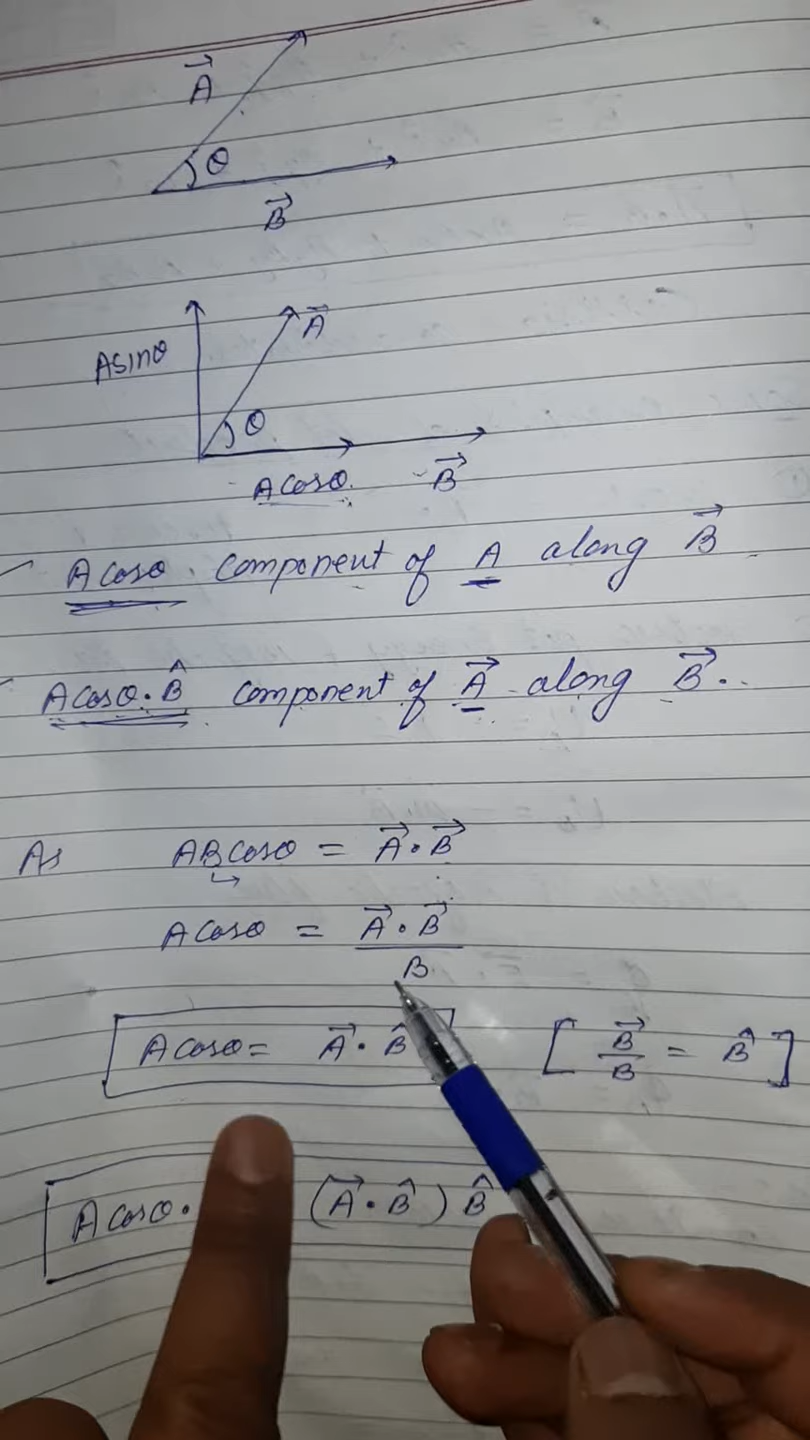 A⃗
θ
B⃗
A⃗
Asinθ
θ
Acosθ. B⃗
Acosθ. Component of A along B⃗
Acosθ.B̂ Component of A⃗ along B⃗.
As ABcosθ = A⃗.B⃗
Acosθ = A⃗.B⃗
B
Acosθ = A⃗.B̂ [B⃗/B = B̂]
Acosθ. (A⃗.B̂)B̂